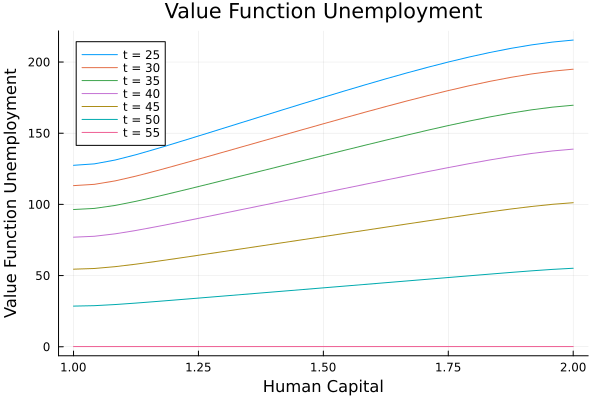 Value Function Unemployment
Value Function Unemployment
200
150
100
50
0
t = 25
t = 30
t = 35
t = 40
t = 45
t = 50
t = 55
1.00 1.25 1.50 1.75 2.00
Human Capital